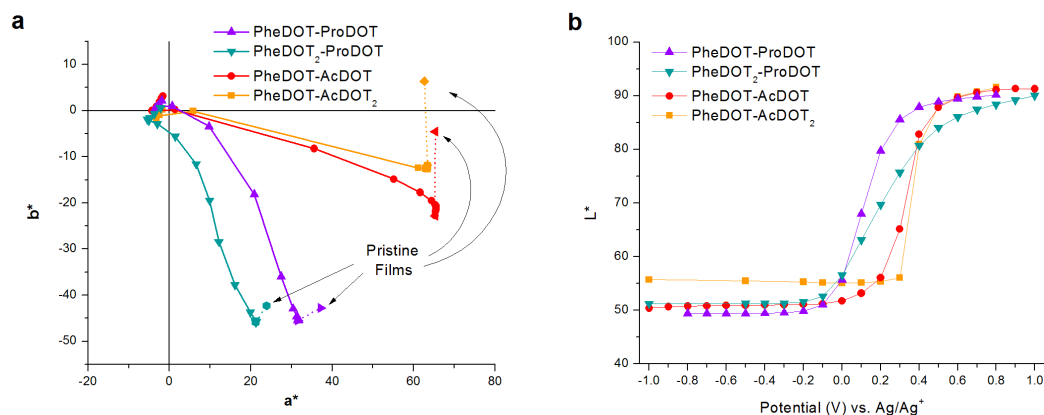 a
PheDOT-ProDOT
PheDOT2-ProDOT
PheDOT-AcDOT
PheDOT-AcDOT2
10
0
-10
-20
-30
-40
-50
b*
Pristine
Films
-20
0
20
40
60
80
a*
b
PheDOT-ProDOT
PheDOT2-ProDOT
PheDOT-AcDOT
PheDOT-AcDOT2
100
90
80
70
60
50
40
L*
-1.0
-0.8
-0.6
-0.4
-0.2
0.0
0.2
0.4
0.6
0.8
1.0
Potential (V) vs. Ag/Ag+